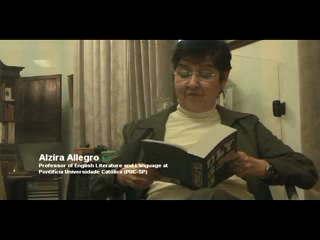 Alzira Allegro
Professor of English Literature and Language at
Pontifícia Universidade Católica (PUC-SP)